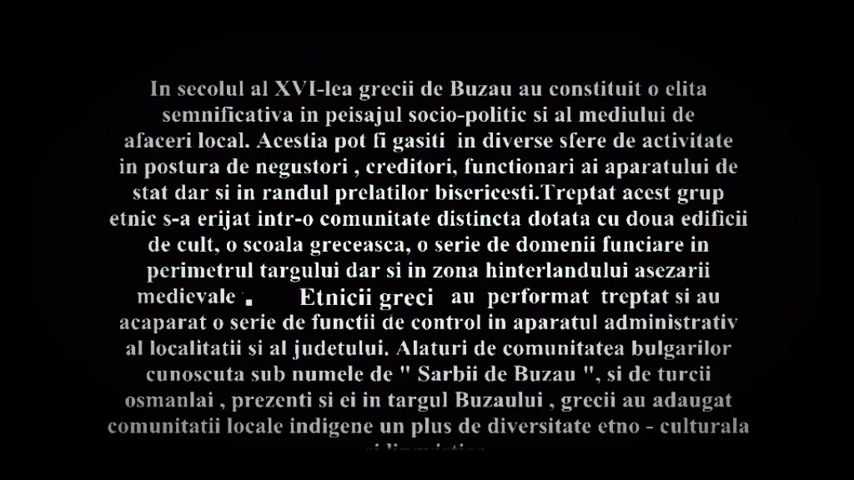 In secolul al XVI-lea grecii de Buzau au constituit o elita
semnificativa in peisajul socio-politic si al mediului de
afaceri local. Acestia pot fi gasiti in diverse sfere de activitate
in postura de negustori , creditori, functionari ai aparatului de
stat dar si in randul prelatilor bisericesti.Treptat acest grup
etnic s-a erijat intr-o comunitate distincta dotata cu doua edificii
de cult, o scoala greceasca, o serie de domenii funciare in
perimetrul targului dar si in zona hinterlandului asezarii
medievale . Etnicii greci au performat treptat si au
acaparat o serie de functii de control in aparatul administrativ
al localitatii si al judetului. Alaturi de comunitatea bulgarilor
cunoscuta sub numele de " Sarbii de Buzau ", si de turcii
osmanlai , prezenti si ei in targul Buzaului , grecii au adaugat
comunitatii locale indigene un plus de diversitate etno - culturala